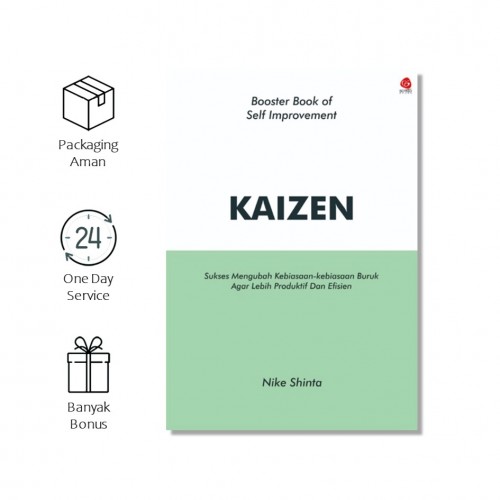 Booster Book of
Self Improvement
KAIZEN
Sukses Mengubah Kebiasaan-kebiasaan Buruk
Agar Lebih Produktif Dan Efisien
Nike Shinta
Packaging
Aman
24
One Day
Service
Banyak
Bonus